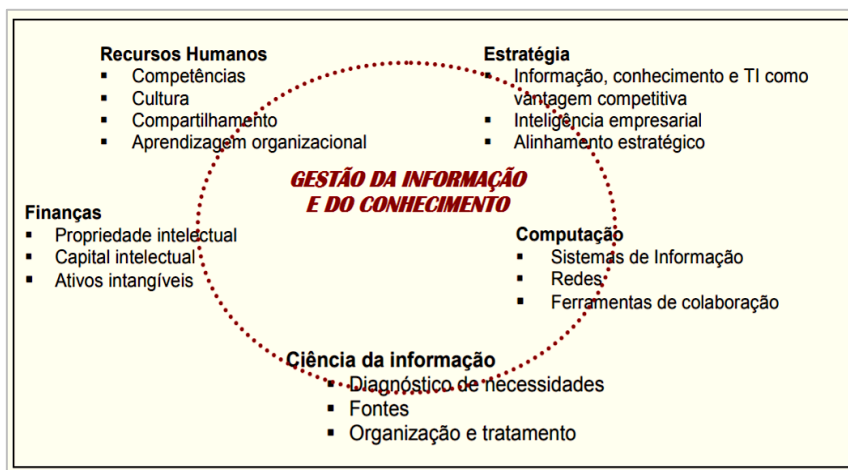 Recursos Humanos
▪ Competências
▪ Cultura
▪ Compartilhamento
▪ Aprendizagem organizacional
Estratégia
▪ Informação, conhecimento e TI como
vantagem competitiva
▪ Inteligência empresarial
▪ Alinhamento estratégico
GESTÃO DA INFORMAÇÃO
E DO CONHECIMENTO
Finanças
▪ Propriedade intelectual
▪ Capital intelectual
▪ Ativos intangíveis
Computação
▪ Sistemas de Informação
▪ Redes
▪ Ferramentas de colaboração
Ciência da informação
▪ Diagnóstico de necessidades
▪ Fontes
▪ Organização e tratamento